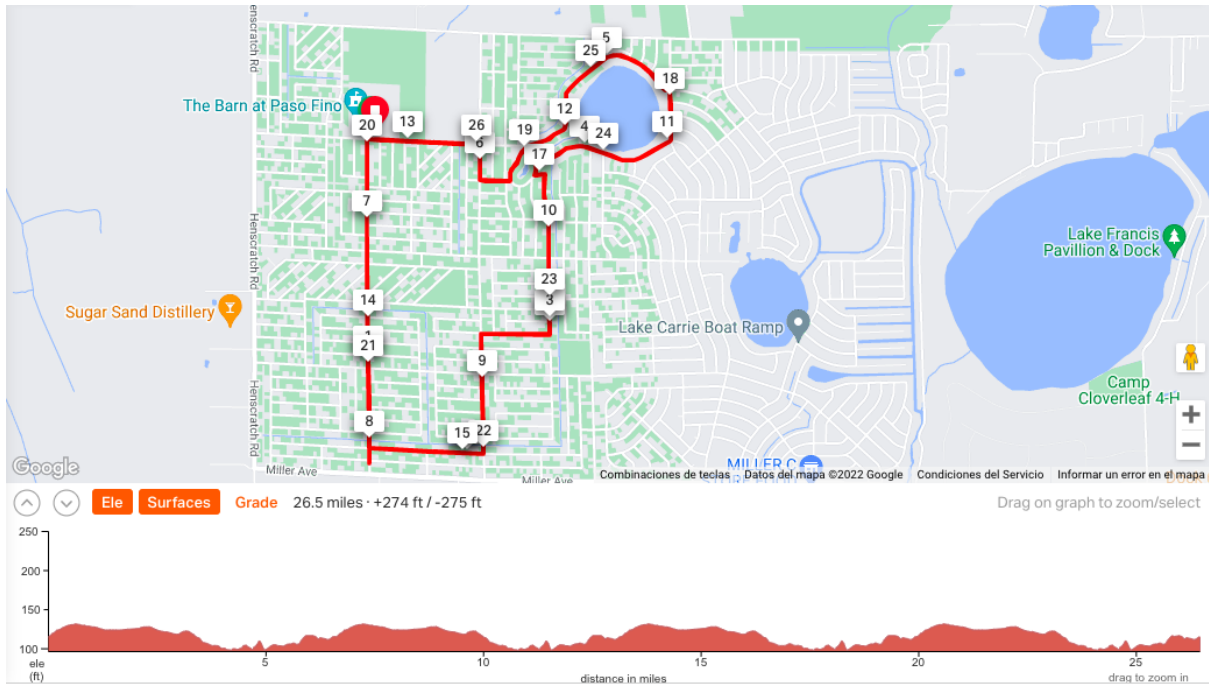 Henscratch Rd
5
25
18
The Barn at Paso Fino
12
11
20
13
26
19
4
24
6
17
7
10
Henscratch Rd
Lake Francis
Pavillion & Dock
23
14
3
Sugar Sand Distillery
Lake Carrie Boat Ramp
1
21
9
Camp
Cloverleaf 4-H
Henscratch Rd
8
15
22
Miller Ave
Miller Ave
MILLER C
Google
Combinaciones de teclas
Datos del mapa ©2022 Google
Condiciones del Servicio
Informar un error en el mapa
Ele
Surfaces
Grade
26.5 miles · +274 ft / -275 ft
Drag on graph to zoom/select
250
200
150
100
ele
(ft)
5
10
15
20
25
distance in miles
drag to zoom in